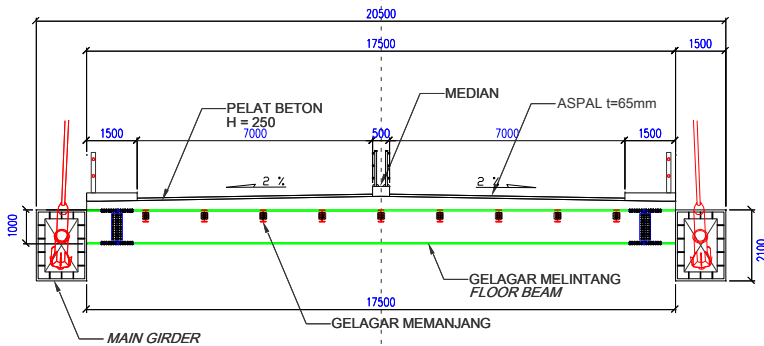 20500
17500
1500
PELAT BETON
H = 250
MEDIAN
ASPAL t=65mm
1500
7000
500
7000
1500
2 %
2 %
1000
2100
GELAGAR MELINTANG
FLOOR BEAM
17500
GELAGAR MEMANJANG
MAIN GIRDER